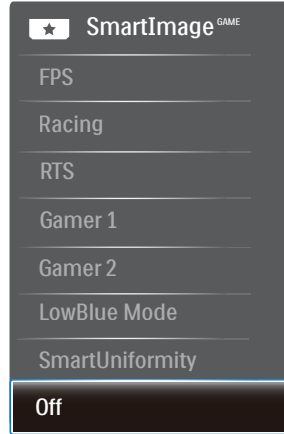 SmartImage GAME
FPS
Racing
RTS
Gamer 1
Gamer 2
LowBlue Mode
SmartUniformity
Off